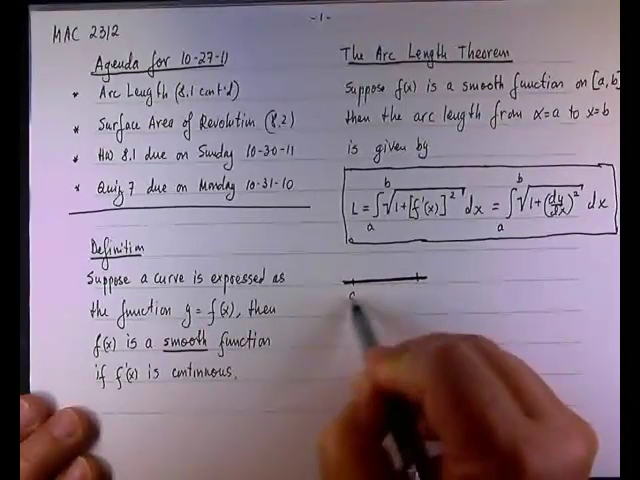 -1-
MAC 2312
Agenda for 10-27-11
* Arc Length (8.1 cont'd)
* Surface Area of Revolution (8.2)
* HW 8.1 due on Sunday 10-30-11
* Quiz 7 due on Monday 10-31-10
Definition
Suppose a curve is expressed as
the function y = f(x), then
f(x) is a smooth function
if f'(x) is continuous.
The Arc Length Theorem
Suppose f(x) is a smooth function on [a, b]
then the arc length from x=a to x=b
is given by
L = ∫_a^b √(1+[f'(x)]²) dx = ∫_a^b √(1+(dy/dx)²) dx